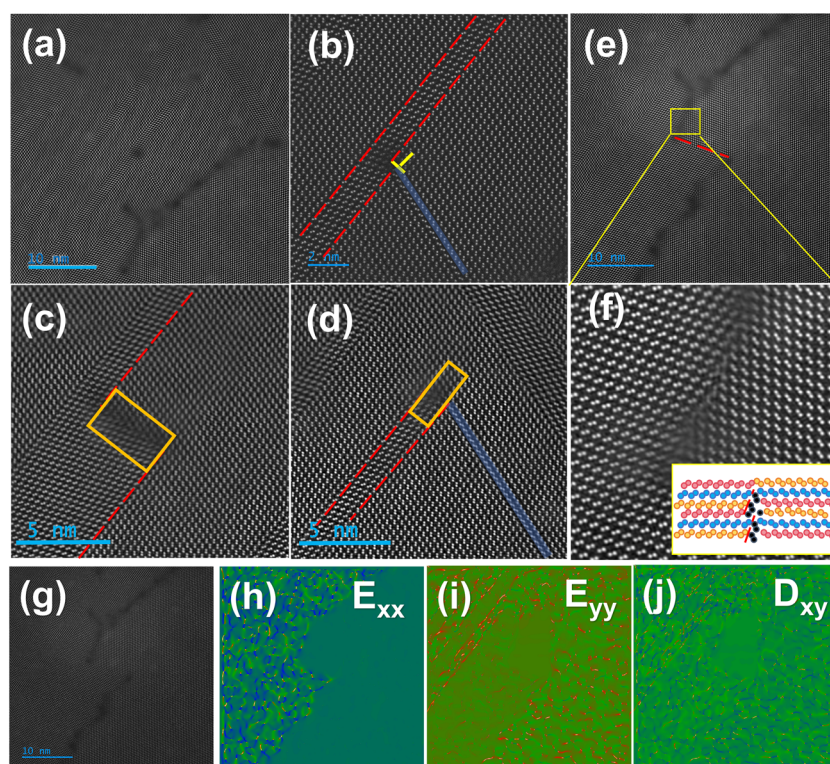 (a)
10 nm
(b)
2 nm
(e)
10 nm
(c)
5 nm
(d)
5 nm
(f)
(g)
10 nm
(h)
Exx
(i)
Eyy
(j)
Dxy